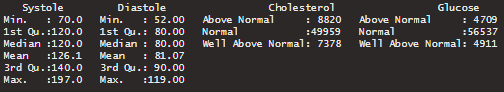 Systole Diastole Cholesterol Glucose
Min. : 70.0 Min. : 52.00 Above Normal : 8820 Above Normal : 4709
1st Qu.:120.0 1st Qu.: 80.00 Normal :49959 Normal :56537
Median :120.0 Median : 80.00 Well Above Normal: 7378 Well Above Normal: 4911
Mean :126.1 Mean : 81.07
3rd Qu.:140.0 3rd Qu.: 90.00
Max. :197.0 Max. :119.00